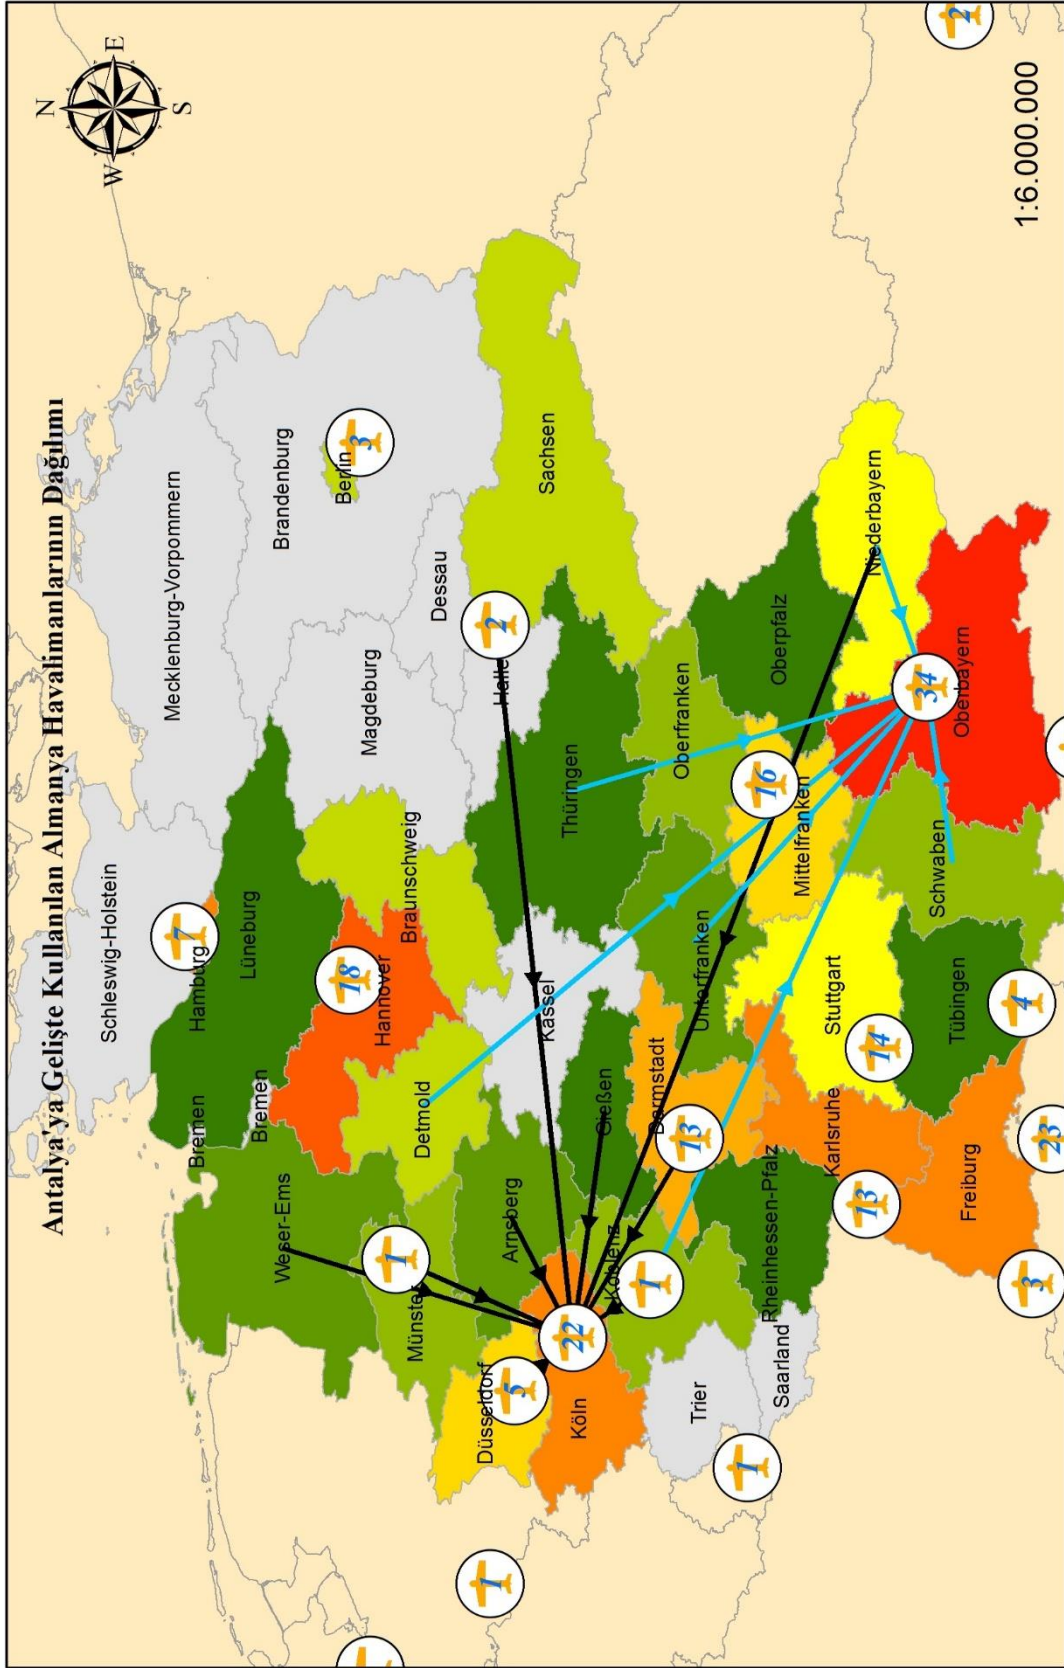 Antalya'ya Gelişte Kullanılan Almanya Havalimanlarının Dağılımı
N
W
E
S
Schleswig-Holstein
Mecklenburg-Vorpommern
7
Hamburg
Bremen
Lüneburg
Bremen
Brandenburg
Weser-Ems
18
Hannover
3
Berlin
Magdeburg
1
Detmold
Braunschweig
Münster
Dessau
Düsseldorf
5
Arnsberg
2
Halle
Sachsen
1
Köln
22
Kassel
Gießen
Thüringen
Koblenz
1
Darmstadt
13
Unterfranken
Oberfranken
Trier
1
Saarland
Rheinhessen-Pfalz
16
Mittelfranken
Oberpfalz
Karlsruhe
13
Stuttgart
14
Niederbayern
34
Oberbayern
Schwaben
Tübingen
Freiburg
3
23
4
2
1:6.000.000